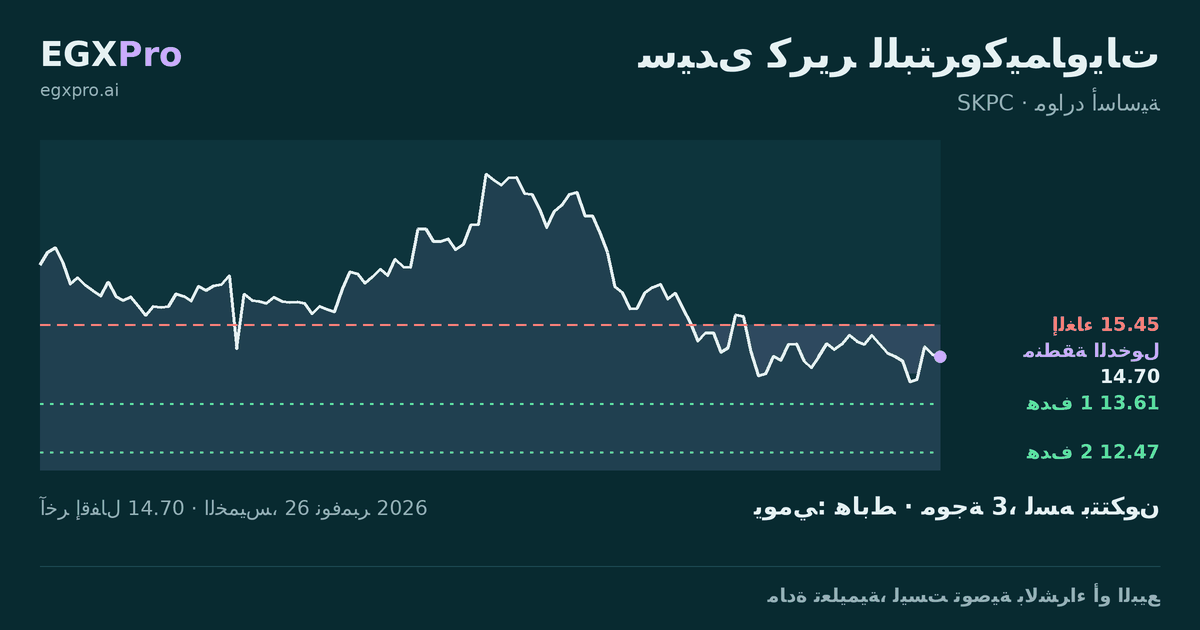 EGXPro
egxpro.ai
سيدى كرير للبتروكيماويات
SKPC · موارد أساسية
إلغاء 15.45
منطقة الدخول
14.70
هدف 1 13.61
هدف 2 12.47
آخر إقفال 14.70 · الخميس، 26 نوفمبر 2026
يومي: هابط · موجة 3، لسه بتتكون
مادة تعليمية، ليست توصية بالشراء أو البيع